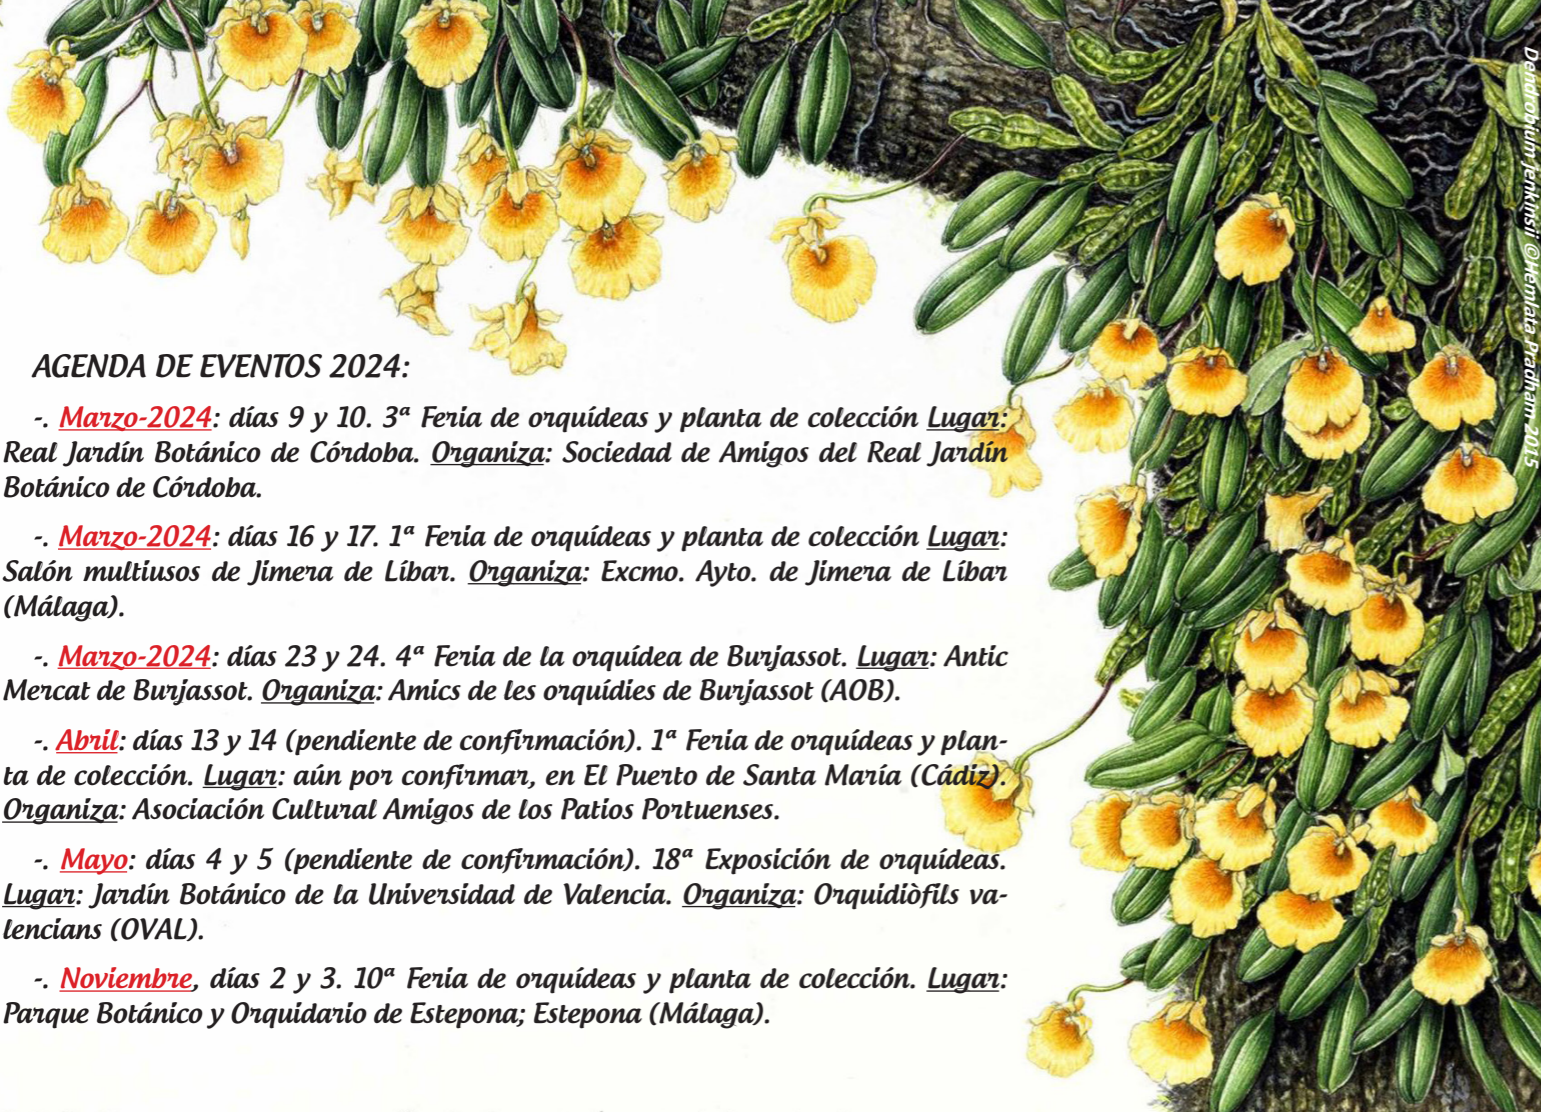 AGENDA DE EVENTOS 2024:
-. Marzo-2024: días 9 y 10. 3ª Feria de orquídeas y planta de colección Lugar:
Real Jardín Botánico de Córdoba. Organiza: Sociedad de Amigos del Real Jardín
Botánico de Córdoba.
-. Marzo-2024: días 16 y 17. 1ª Feria de orquídeas y planta de colección Lugar:
Salón multiusos de Jimera de Líbar. Organiza: Excmo. Ayto. de Jimera de Líbar
(Málaga).
-. Marzo-2024: días 23 y 24. 4ª Feria de la orquídea de Burjassot. Lugar: Antic
Mercat de Burjassot. Organiza: Amics de les orquídies de Burjassot (AOB).
-. Abril: días 13 y 14 (pendiente de confirmación). 1ª Feria de orquídeas y plan-
ta de colección. Lugar: aún por confirmar, en El Puerto de Santa María (Cádiz).
Organiza: Asociación Cultural Amigos de los Patios Portuenses.
-. Mayo: días 4 y 5 (pendiente de confirmación). 18ª Exposición de orquídeas.
Lugar: Jardín Botánico de la Universidad de Valencia. Organiza: Orquidiòfils va-
lencians (OVAL).
-. Noviembre, días 2 y 3. 10ª Feria de orquídeas y planta de colección. Lugar:
Parque Botánico y Orquidario de Estepona; Estepona (Málaga).
Dendrobium jenkinsii ©Hemlata Pradham 2015